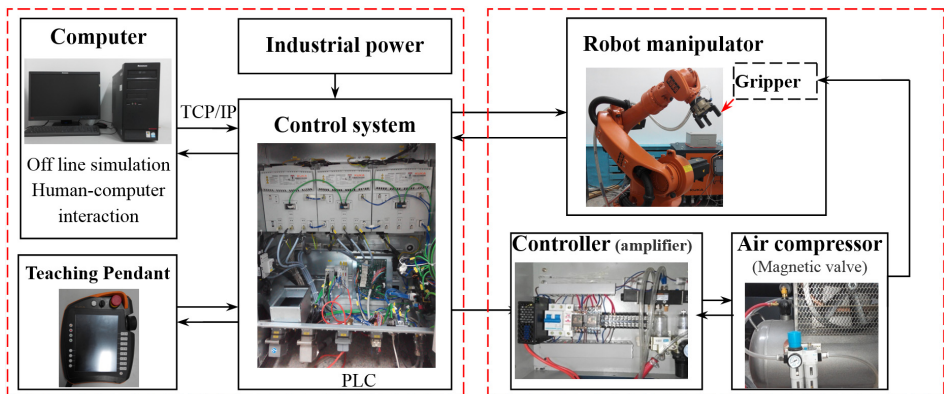 Computer
TCP/IP
Off line simulation
Human-computer
interaction
Industrial power
Control system
PLC
Teaching Pendant
Robot manipulator
Gripper
Controller (amplifier)
Air compressor
(Magnetic valve)